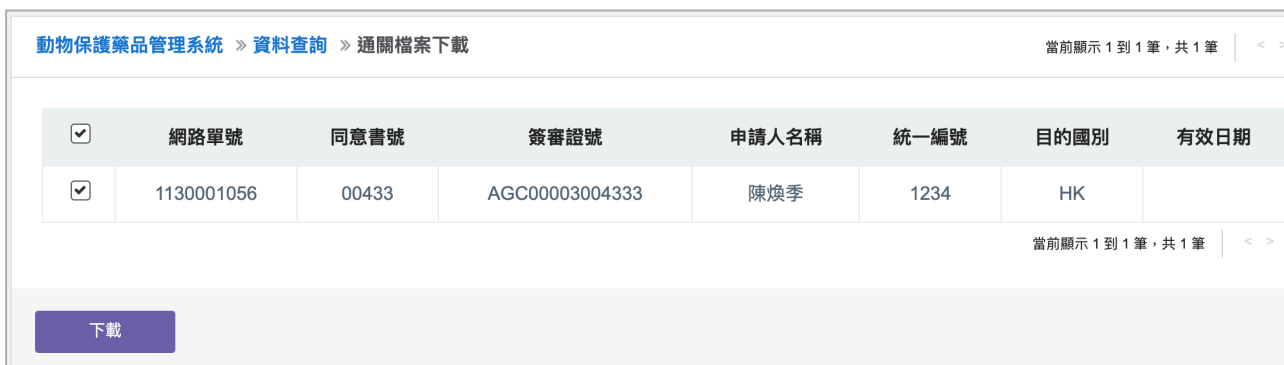 動物保護藥品管理系統 » 資料查詢 » 通關檔案下載 當前顯示 1 到 1 筆，共 1 筆 < >
網路單號 同意書號 簽審證號 申請人名稱 統一編號 目的國別 有效日期
1130001056 00433 AGC00003004333 陳煥季 1234 HK
當前顯示 1 到 1 筆，共 1 筆 < >
下載